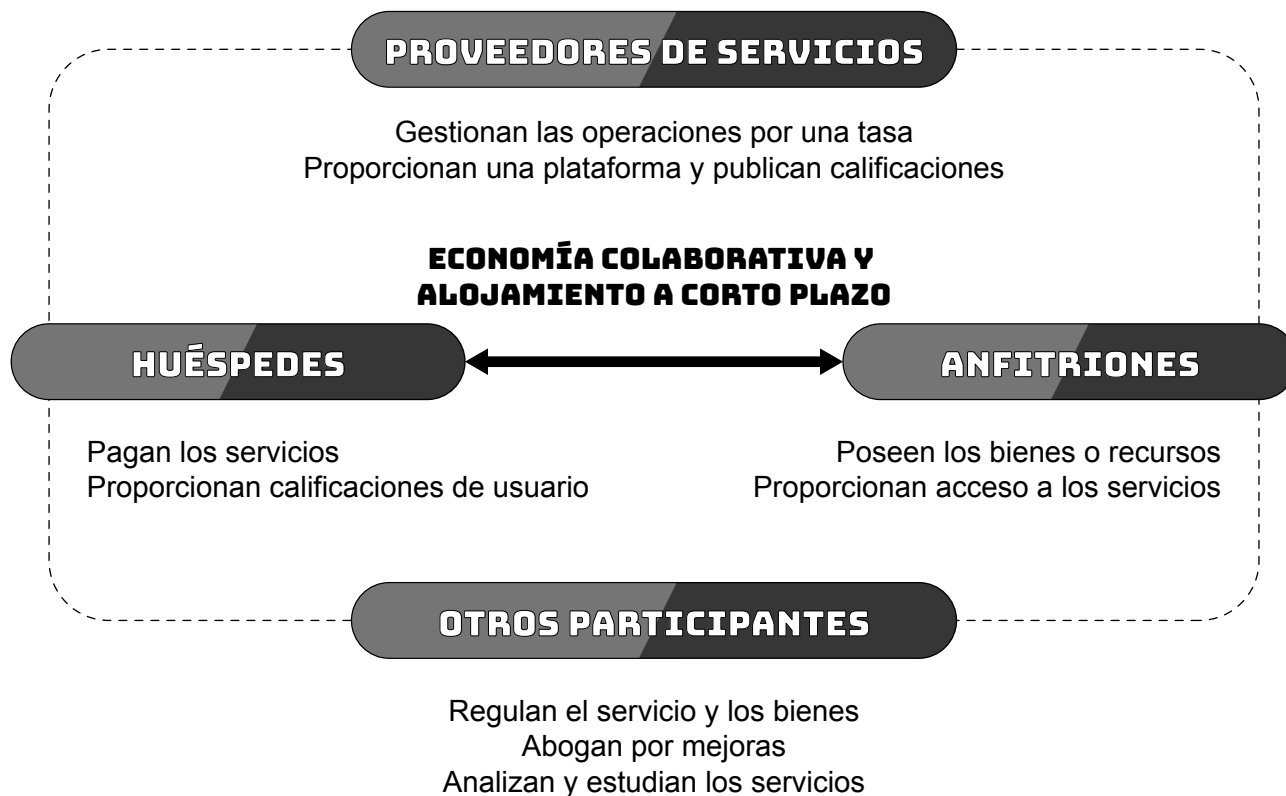 PROVEEDORES DE SERVICIOS
Gestionan las operaciones por una tasa
Proporcionan una plataforma y publican calificaciones
ECONOMÍA COLABORATIVA Y
ALOJAMIENTO A CORTO PLAZO
HUÉSPEDES
ANFITRIONES
Pagan los servicios
Proporcionan calificaciones de usuario
Poseen los bienes o recursos
Proporcionan acceso a los servicios
OTROS PARTICIPANTES
Regulan el servicio y los bienes
Abogan por mejoras
Analizan y estudian los servicios